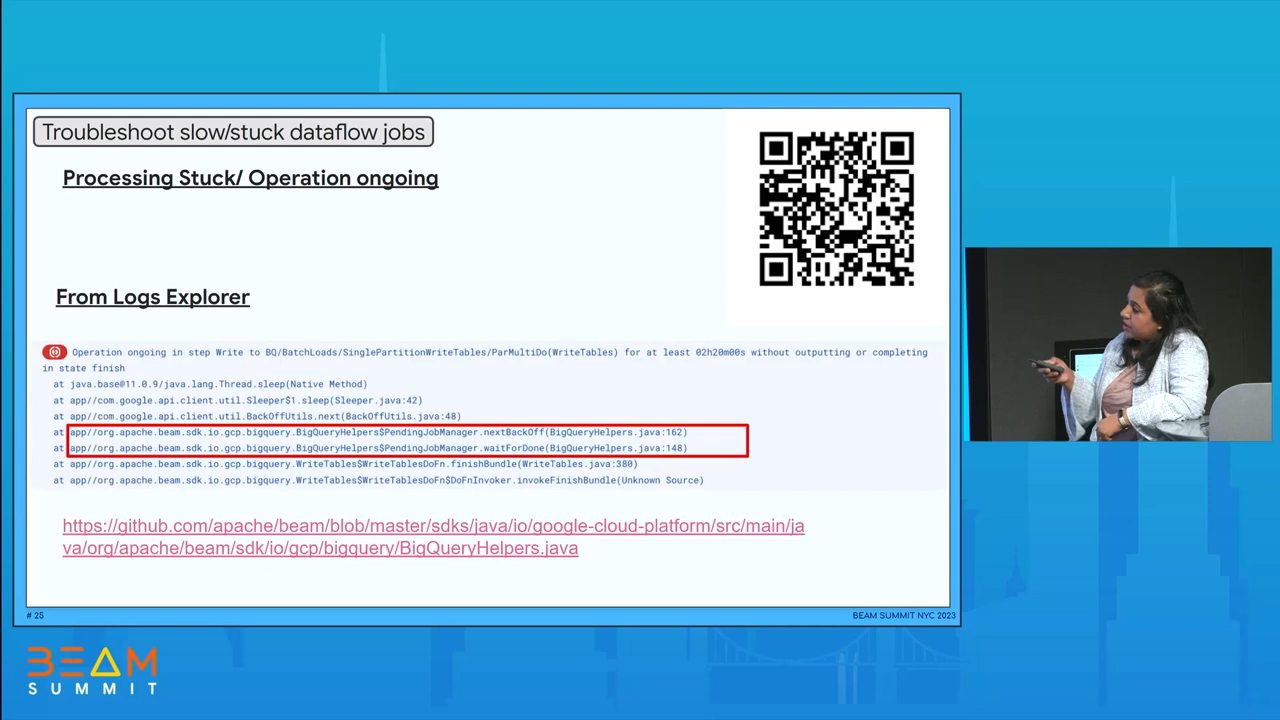 Troubleshoot slow/stuck dataflow jobs
Processing Stuck/ Operation ongoing
From Logs Explorer
Operation ongoing in step Write to BQ/BatchLoads/SinglePartitionWriteTables/ParMultiDo(WriteTables) for at least 02h20m00s without outputting or completing
in state finish
at java.base@11.0.9/java.lang.Thread.sleep(Native Method)
at app//com.google.api.client.util.Sleeper$1.sleep(Sleeper.java:42)
at app//com.google.api.client.util.BackOffUtils.next(BackOffUtils.java:48)
at app//org.apache.beam.sdk.io.gcp.bigquery.BigQueryHelpers$PendingJobManager.nextBackOff(BigQueryHelpers.java:162)
at app//org.apache.beam.sdk.io.gcp.bigquery.BigQueryHelpers$PendingJobManager.waitForDone(BigQueryHelpers.java:148)
at app//org.apache.beam.sdk.io.gcp.bigquery.WriteTables$WriteTablesDoFn.finishBundle(WriteTables.java:380)
at app//org.apache.beam.sdk.io.gcp.bigquery.WriteTables$WriteTablesDoFn$DoFnInvoker.invokeFinishBundle(Unknown Source)
https://github.com/apache/beam/blob/master/sdks/java/io/google-cloud-platform/src/main/ja
va/org/apache/beam/sdk/io/gcp/bigquery/BigQueryHelpers.java
# 25
BEAM SUMMIT NYC 2023
BEAM
SUMMIT